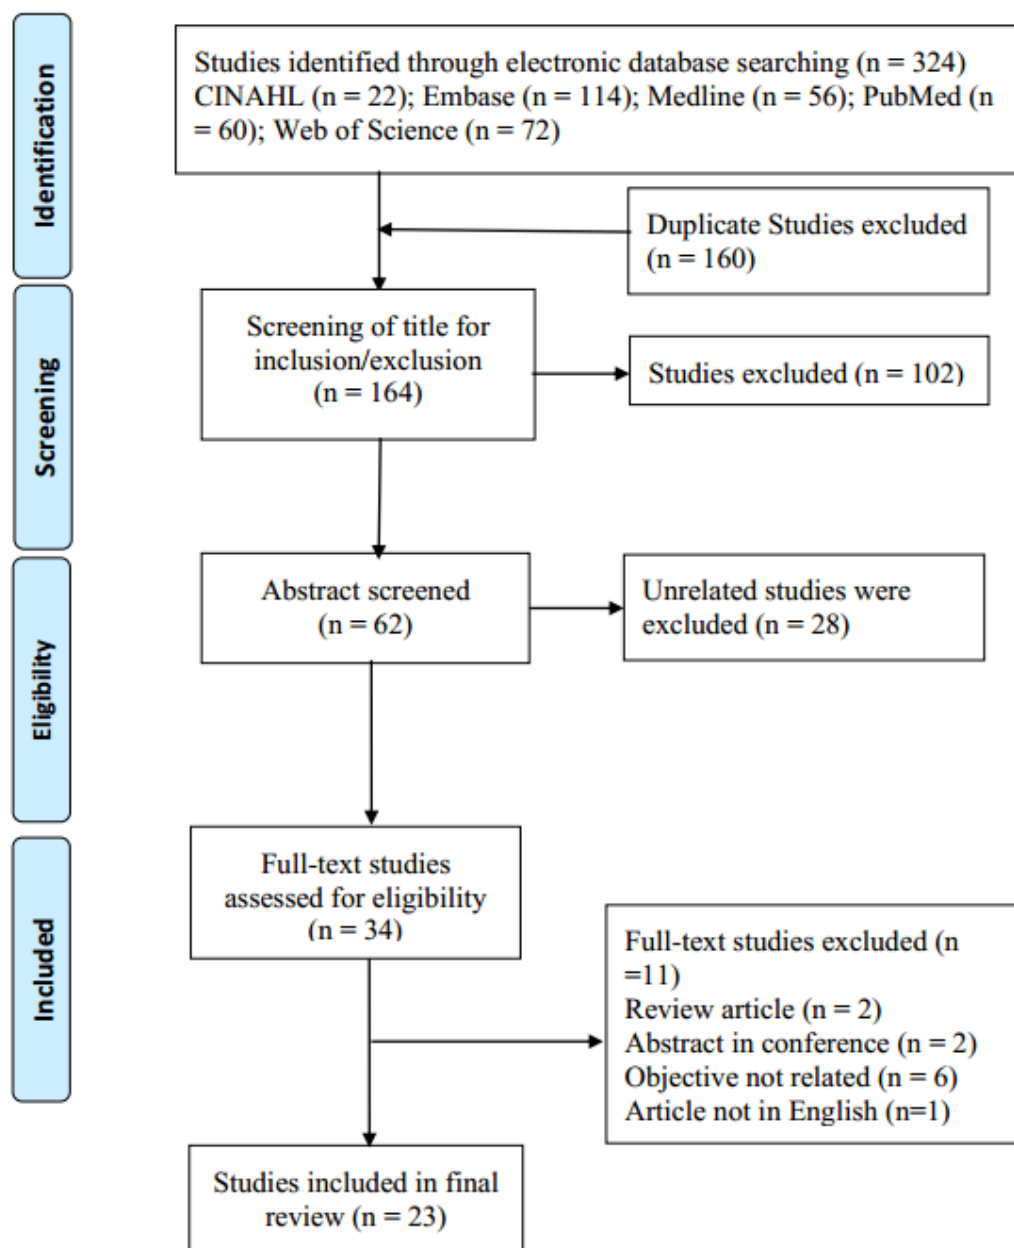 Identification
Studies identified through electronic database searching (n = 324)
CINAHL (n = 22); Embase (n = 114); Medline (n = 56); PubMed (n
= 60); Web of Science (n = 72)
Duplicate Studies excluded
(n = 160)
Screening
Screening of title for
inclusion/exclusion
(n = 164)
Studies excluded (n = 102)
Eligibility
Abstract screened
(n = 62)
Unrelated studies were
excluded (n = 28)
Included
Full-text studies
assessed for eligibility
(n = 34)
Full-text studies excluded (n
=11)
Review article (n = 2)
Abstract in conference (n = 2)
Objective not related (n = 6)
Article not in English (n=1)
Studies included in final
review (n = 23)